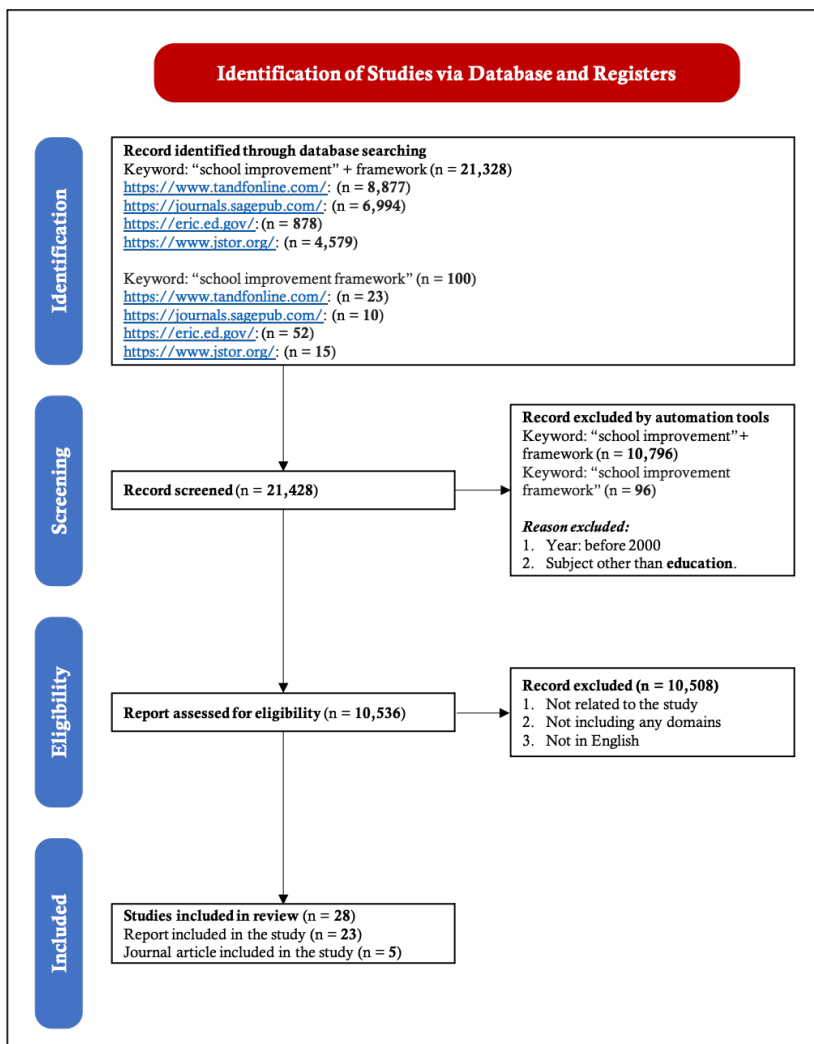 Identification of Studies via Database and Registers
Identification
Record identified through database searching
Keyword: “school improvement” + framework (n = 21,328)
https://www.tandfonline.com/: (n = 8,877)
https://journals.sagepub.com/: (n = 6,994)
https://eric.ed.gov/: (n = 878)
https://www.jstor.org/: (n = 4,579)
Keyword: “school improvement framework” (n = 100)
https://www.tandfonline.com/: (n = 23)
https://journals.sagepub.com/: (n = 10)
https://eric.ed.gov/: (n = 52)
https://www.jstor.org/: (n = 15)
Screening
Record screened (n = 21,428)
Record excluded by automation tools
Keyword: “school improvement”+
framework (n = 10,796)
Keyword: “school improvement
framework” (n = 96)
Reason excluded:
1. Year: before 2000
2. Subject other than education.
Eligibility
Report assessed for eligibility (n = 10,536)
Record excluded (n = 10,508)
1. Not related to the study
2. Not including any domains
3. Not in English
Included
Studies included in review (n = 28)
Report included in the study (n = 23)
Journal article included in the study (n = 5)